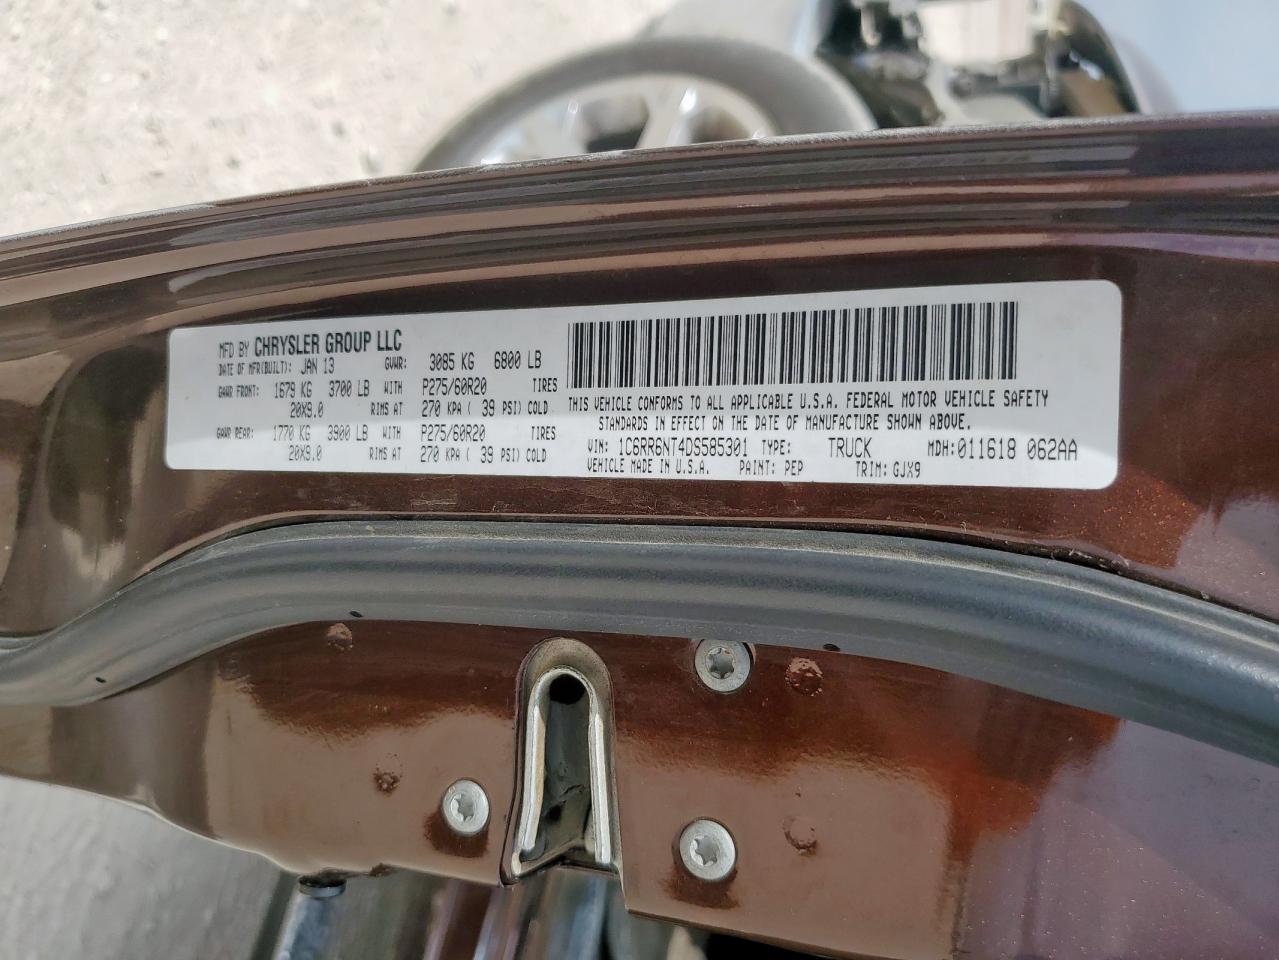 MFD BY CHRYSLER GROUP LLC
DATE OF MFR(BUILT): JAN 13 GVWR: 3085 KG 6800 LB
GAWR FRONT: 1679 KG 3700 LB WITH P275/60R20 TIRES
20X9.0 RIMS AT 270 KPA ( 39 PSI) COLD
GAWR REAR: 1770 KG 3900 LB WITH P275/60R20 TIRES
20X9.0 RIMS AT 270 KPA ( 39 PSI) COLD
THIS VEHICLE CONFORMS TO ALL APPLICABLE U.S.A. FEDERAL MOTOR VEHICLE SAFETY
STANDARDS IN EFFECT ON THE DATE OF MANUFACTURE SHOWN ABOVE.
VIN: 1C6RR6NT4DS585301 TYPE: TRUCK MDH:011618 062AA
VEHICLE MADE IN U.S.A. PAINT: PEP TRIM: GJX9